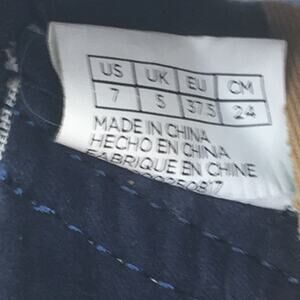 US UK EU CM
7 5 37.5 24
MADE IN CHINA
HECHO EN CHINA
FABRIQUE EN CHINE